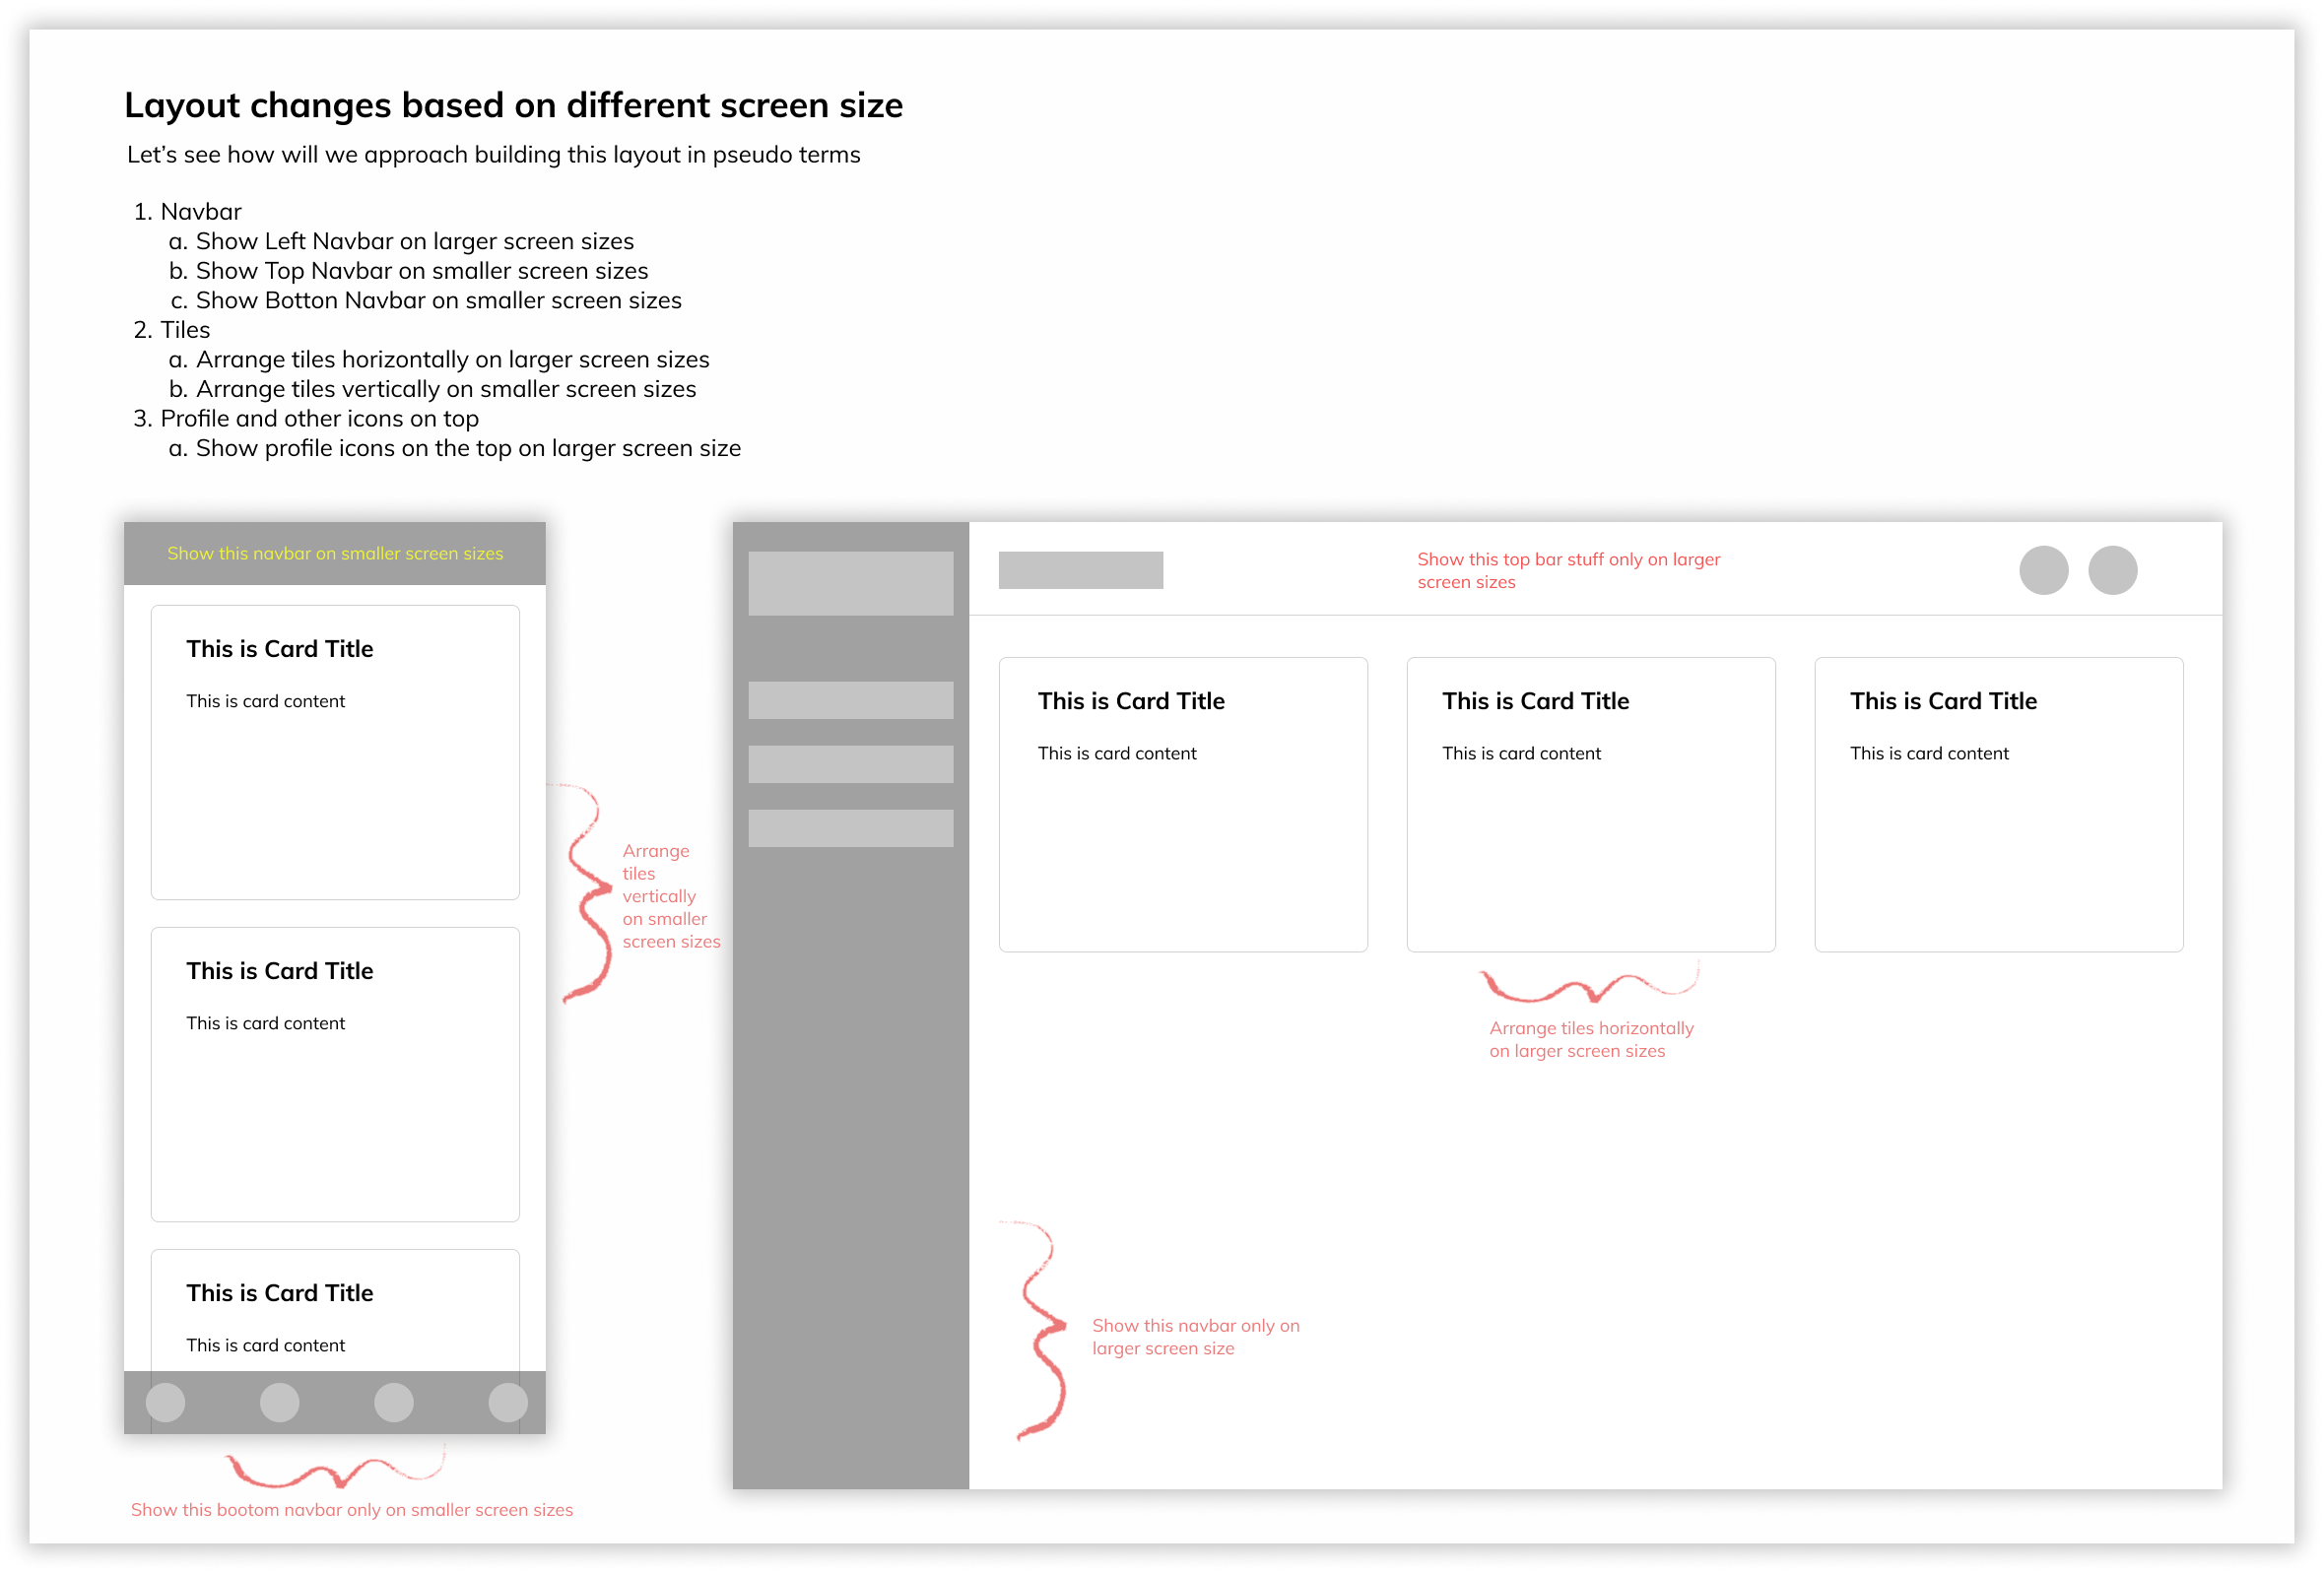 Layout changes based on different screen size
Let’s see how will we approach building this layout in pseudo terms
1. Navbar
a. Show Left Navbar on larger screen sizes
b. Show Top Navbar on smaller screen sizes
c. Show Botton Navbar on smaller screen sizes
2. Tiles
a. Arrange tiles horizontally on larger screen sizes
b. Arrange tiles vertically on smaller screen sizes
3. Profile and other icons on top
a. Show profile icons on the top on larger screen size
Show this navbar on smaller screen sizes
This is Card Title
This is card content
This is Card Title
This is card content
This is Card Title
This is card content
Show this bootom navbar only on smaller screen sizes
Arrange
tiles
vertically
on smaller
screen sizes
Show this top bar stuff only on larger
screen sizes
This is Card Title
This is card content
This is Card Title
This is card content
This is Card Title
This is card content
Arrange tiles horizontally
on larger screen sizes
Show this navbar only on
larger screen size